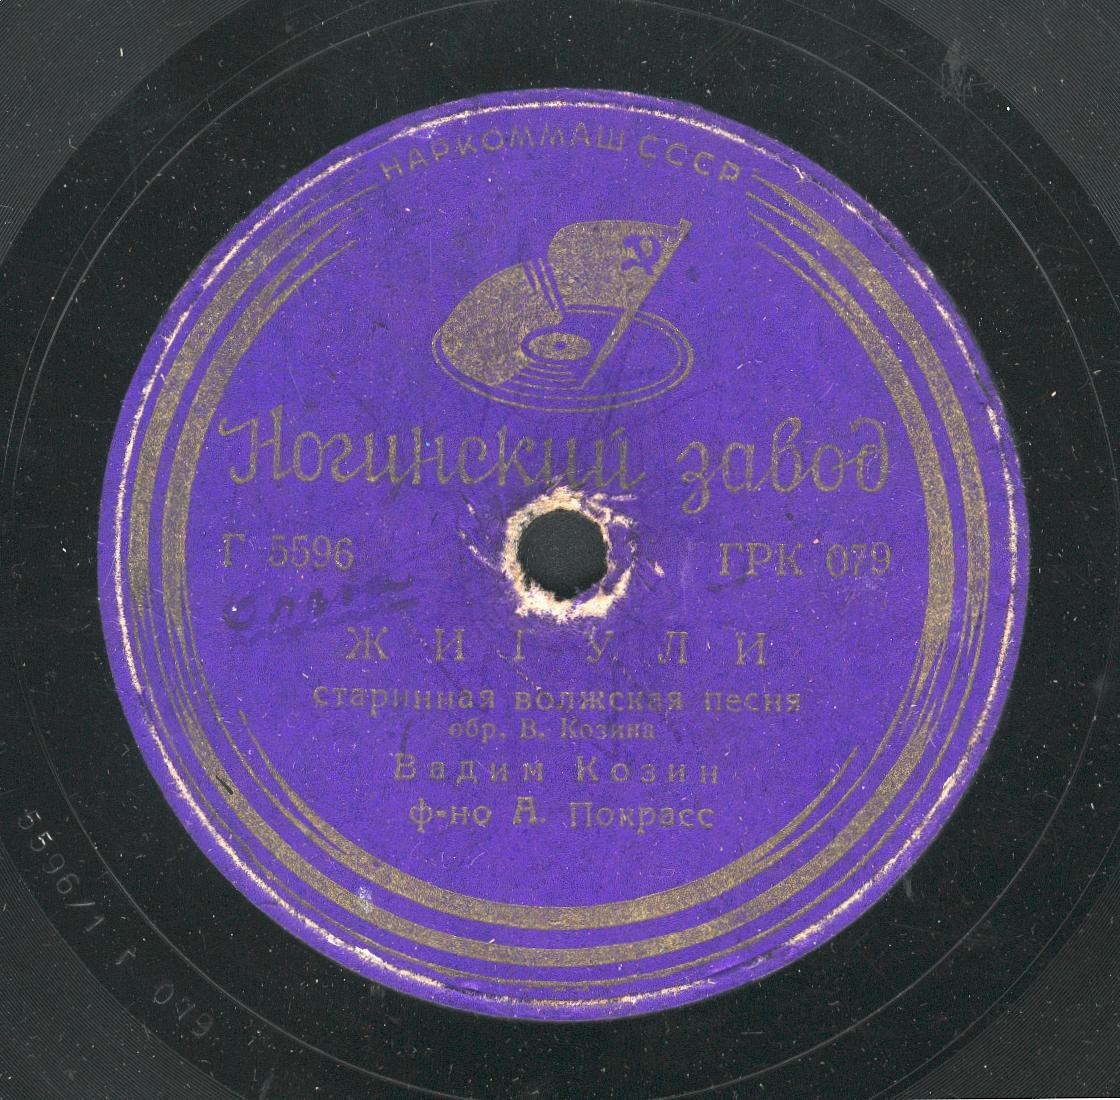 НАРКОММАШ СССР
Ногинский завод
Г 5596 ГРК 079
ЖИГУЛИ
старинная волжская песня
обр. В. Козина
Вадим Козин
ф-но А. Покрасс
5596/1 Г 079